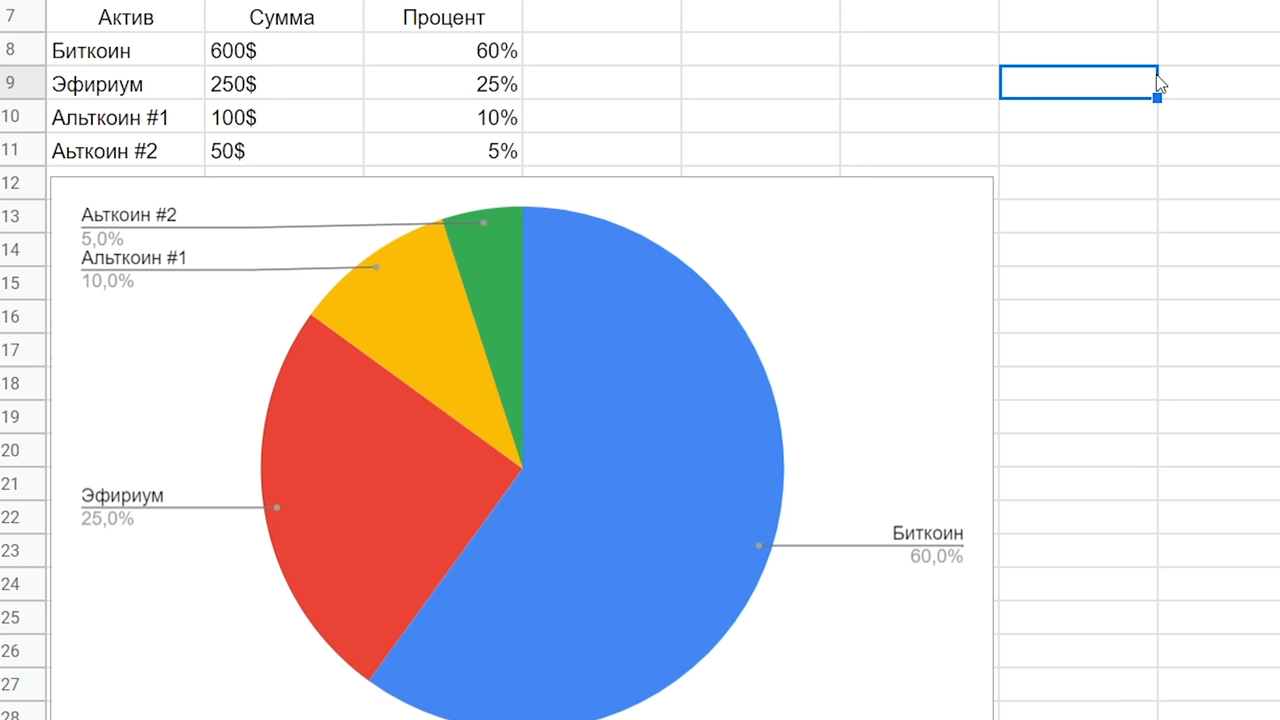 7 Актив Сумма Процент
8 Биткоин 600$ 60%
9 Эфириум 250$ 25%
10 Альткоин #1 100$ 10%
11 Аьткоин #2 50$ 5%
12
13
14
15
16
17
18
19
20
21
22
23
24
25
26
27
28
Аьткоин #2
5,0%
Альткоин #1
10,0%
Эфириум
25,0%
Биткоин
60,0%